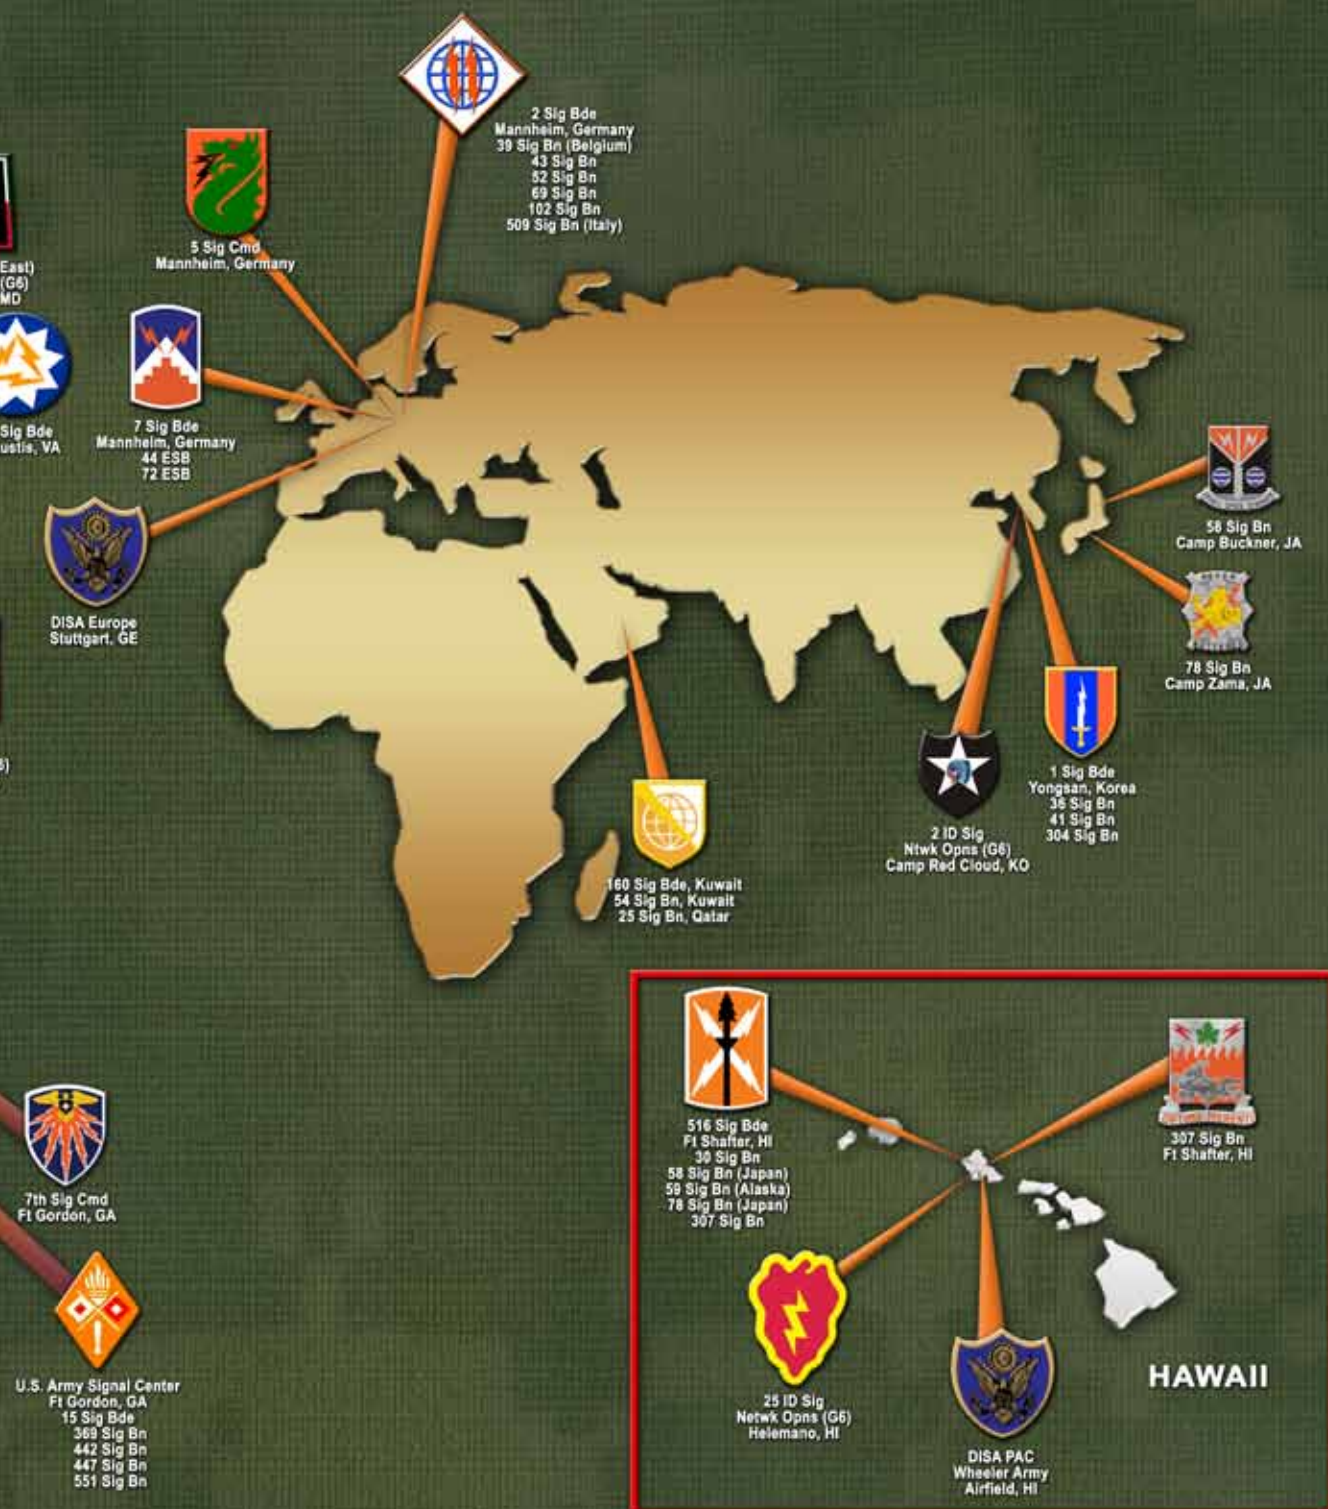 2 Sig Bde
Mannheim, Germany
39 Sig Bn (Belgium)
43 Sig Bn
52 Sig Bn
69 Sig Bn
102 Sig Bn
509 Sig Bn (Italy)
5 Sig Cmd
Mannheim, Germany
East)
(G6)
MD
Sig Bde
ustis, VA
7 Sig Bde
Mannheim, Germany
44 ESB
72 ESB
DISA Europe
Stuttgart, GE
58 Sig Bn
Camp Buckner, JA
78 Sig Bn
Camp Zama, JA
1 Sig Bde
Yongsan, Korea
36 Sig Bn
41 Sig Bn
304 Sig Bn
2 ID Sig
Ntwk Opns (G6)
Camp Red Cloud, KO
160 Sig Bde, Kuwait
54 Sig Bn, Kuwait
25 Sig Bn, Qatar
7th Sig Cmd
Ft Gordon, GA
U.S. Army Signal Center
Ft Gordon, GA
15 Sig Bde
369 Sig Bn
442 Sig Bn
447 Sig Bn
551 Sig Bn
516 Sig Bde
Ft Shafter, HI
30 Sig Bn
58 Sig Bn (Japan)
59 Sig Bn (Alaska)
78 Sig Bn (Japan)
307 Sig Bn
307 Sig Bn
Ft Shafter, HI
25 ID Sig
Netwk Opns (G6)
Helemano, HI
DISA PAC
Wheeler Army
Airfield, HI
HAWAII